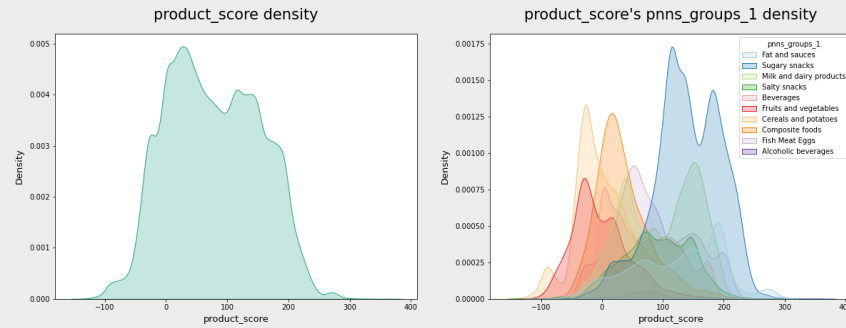 product_score density
0.005
0.004
0.003
0.002
0.001
0.000
Density
−100
0
100
200
300
400
product_score
product_score's pnns_groups_1 density
0.00175
0.00150
0.00125
0.00100
0.00075
0.00050
0.00025
0.00000
Density
−100
0
100
200
300
400
product_score
pnns_groups_1
Fat and sauces
Sugary snacks
Milk and dairy products
Salty snacks
Beverages
Fruits and vegetables
Cereals and potatoes
Composite foods
Fish Meat Eggs
Alcoholic beverages